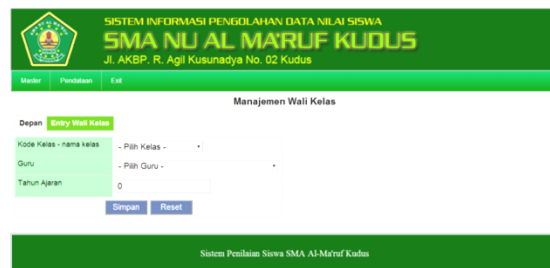 SISTEM INFORMASI PENGOLAHAN DATA NILAI SISWA
SMA NU AL MA'RUF KUDUS
Jl. AKBP. R. Agil Kusunadya No. 02 Kudus
Master Pendataan Exit
Manajemen Wali Kelas
Depan Entry Wali Kelas
Kode Kelas - nama kelas - Pilih Kelas -
Guru - Pilih Guru -
Tahun Ajaran 0
Simpan Reset
Sistem Penilaian Siswa SMA Al-Ma'ruf Kudus